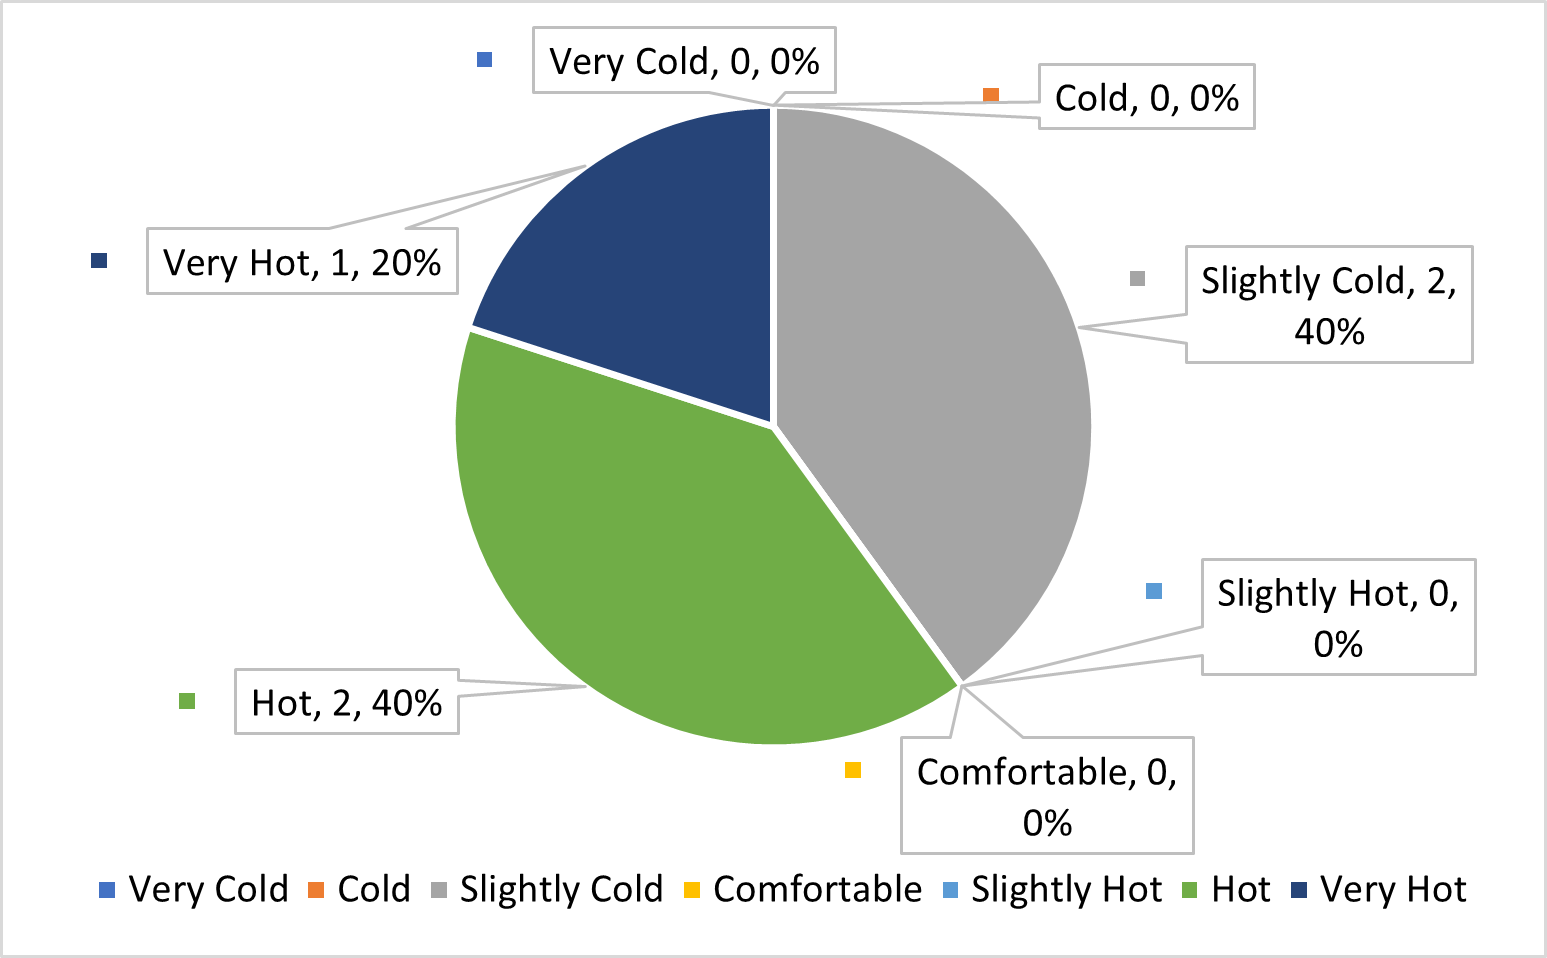 Very Cold, 0, 0%
Cold, 0, 0%
Very Hot, 1, 20%
Slightly Cold, 2,
40%
Slightly Hot, 0,
0%
Hot, 2, 40%
Comfortable, 0,
0%
Very Cold Cold Slightly Cold Comfortable Slightly Hot Hot Very Hot